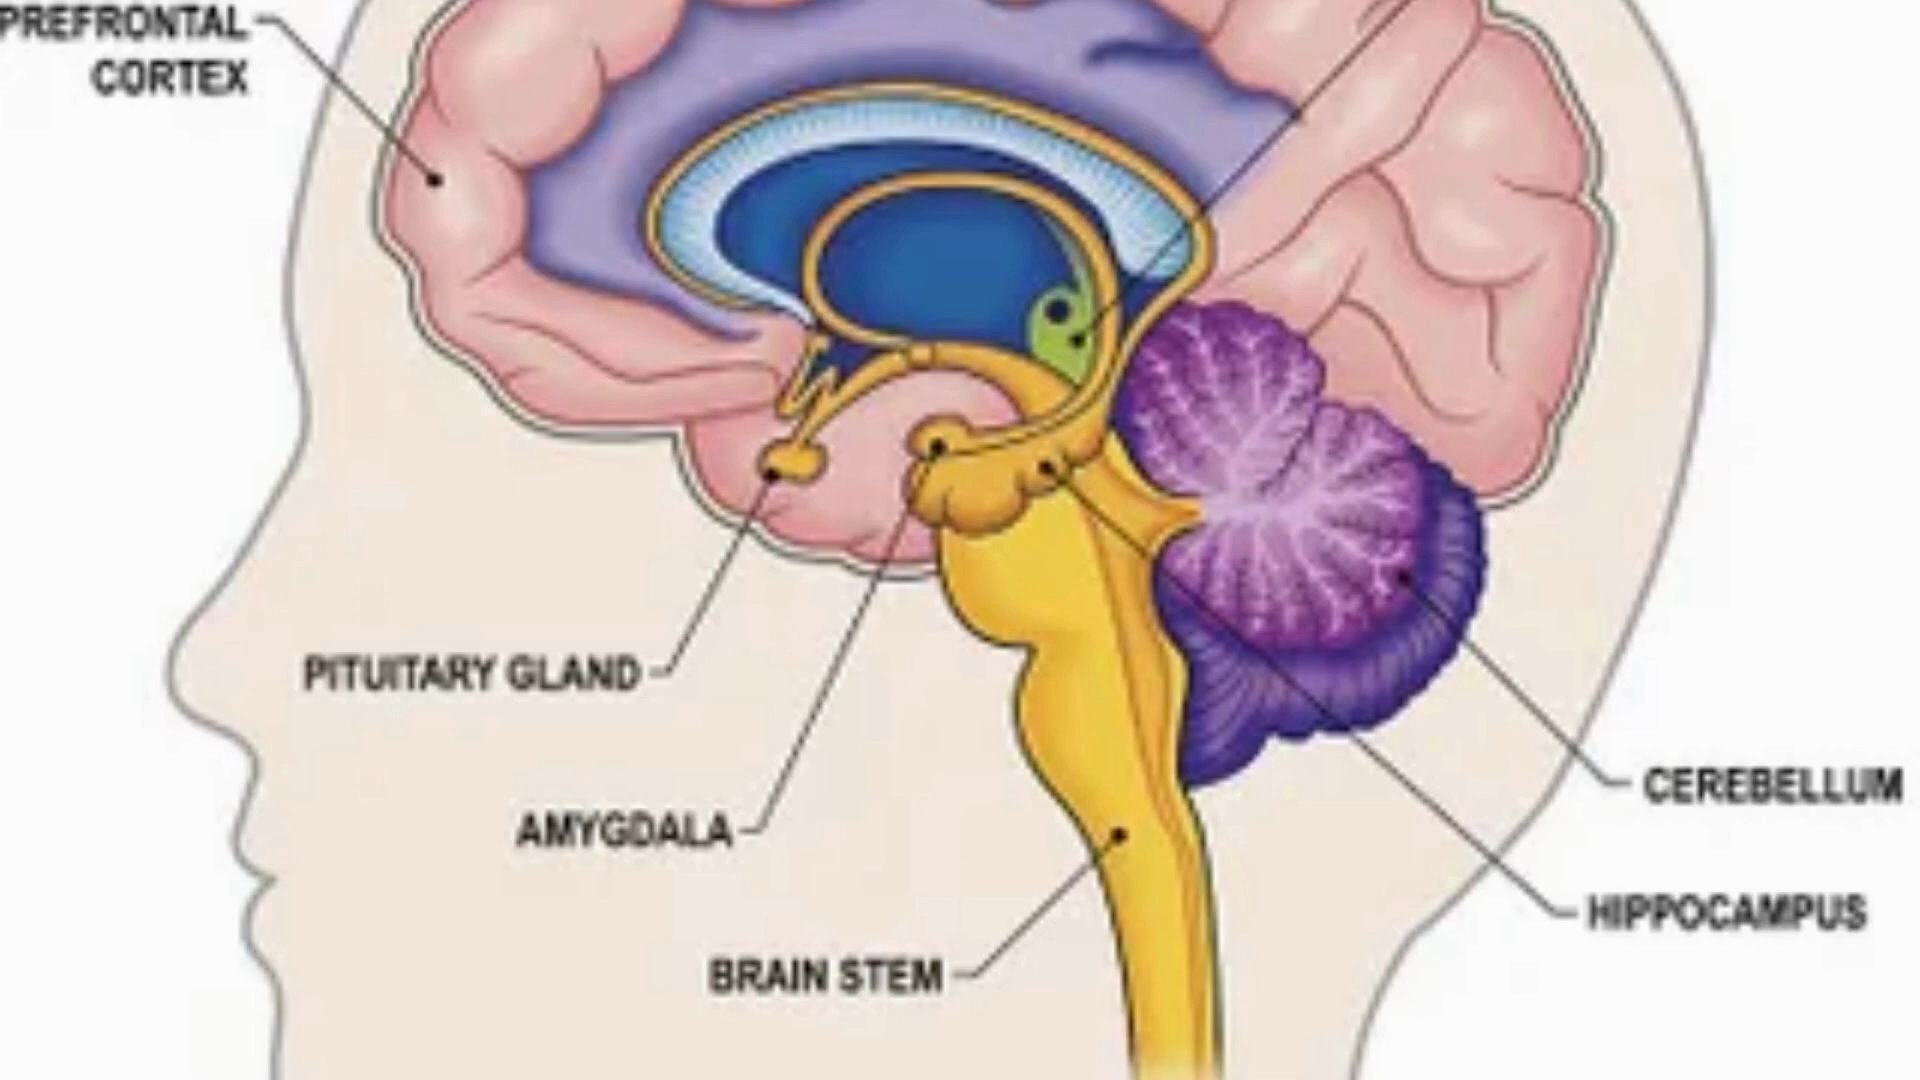 PREFRONTAL
CORTEX
PITUITARY GLAND
AMYGDALA
BRAIN STEM
CEREBELLUM
HIPPOCAMPUS